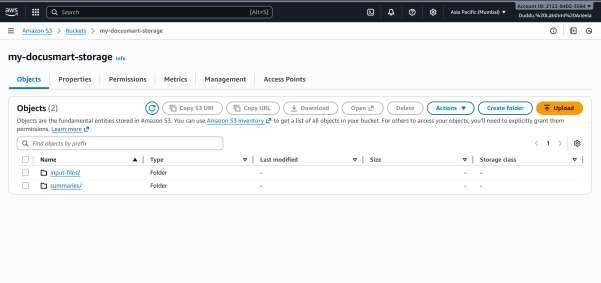 aws
Search [Alt+S]
Asia Pacific (Mumbai)
Duddu %20Lakshmi%20Aneela
Amazon S3 Buckets my-docusmart-storage
my-docusmart-storage Info
Objects Properties Permissions Metrics Management Access Points
Objects (2)
Copy S3 URI Copy URL Download Open Delete Actions Create folder Upload
Objects are the fundamental entities stored in Amazon S3. You can use Amazon S3 inventory to get a list of all objects in your bucket. For others to access your objects, you'll need to explicitly grant them
permissions. Learn more
Find objects by prefix
1
Name Type Last modified Size Storage class
input-files/ Folder - - -
summaries/ Folder - - -